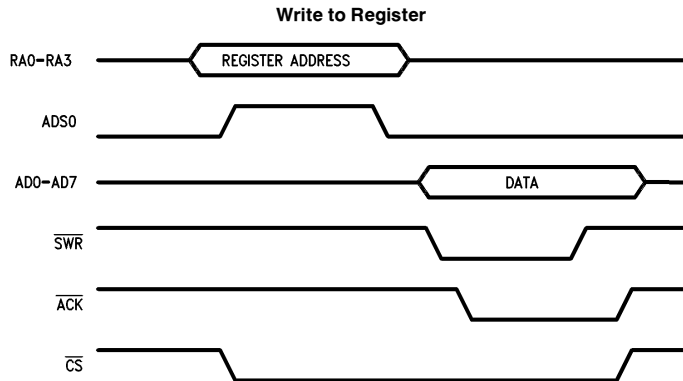 Write to Register
RA0-RA3
REGISTER ADDRESS
ADS0
AD0-AD7
DATA
SWR
ACK
CS